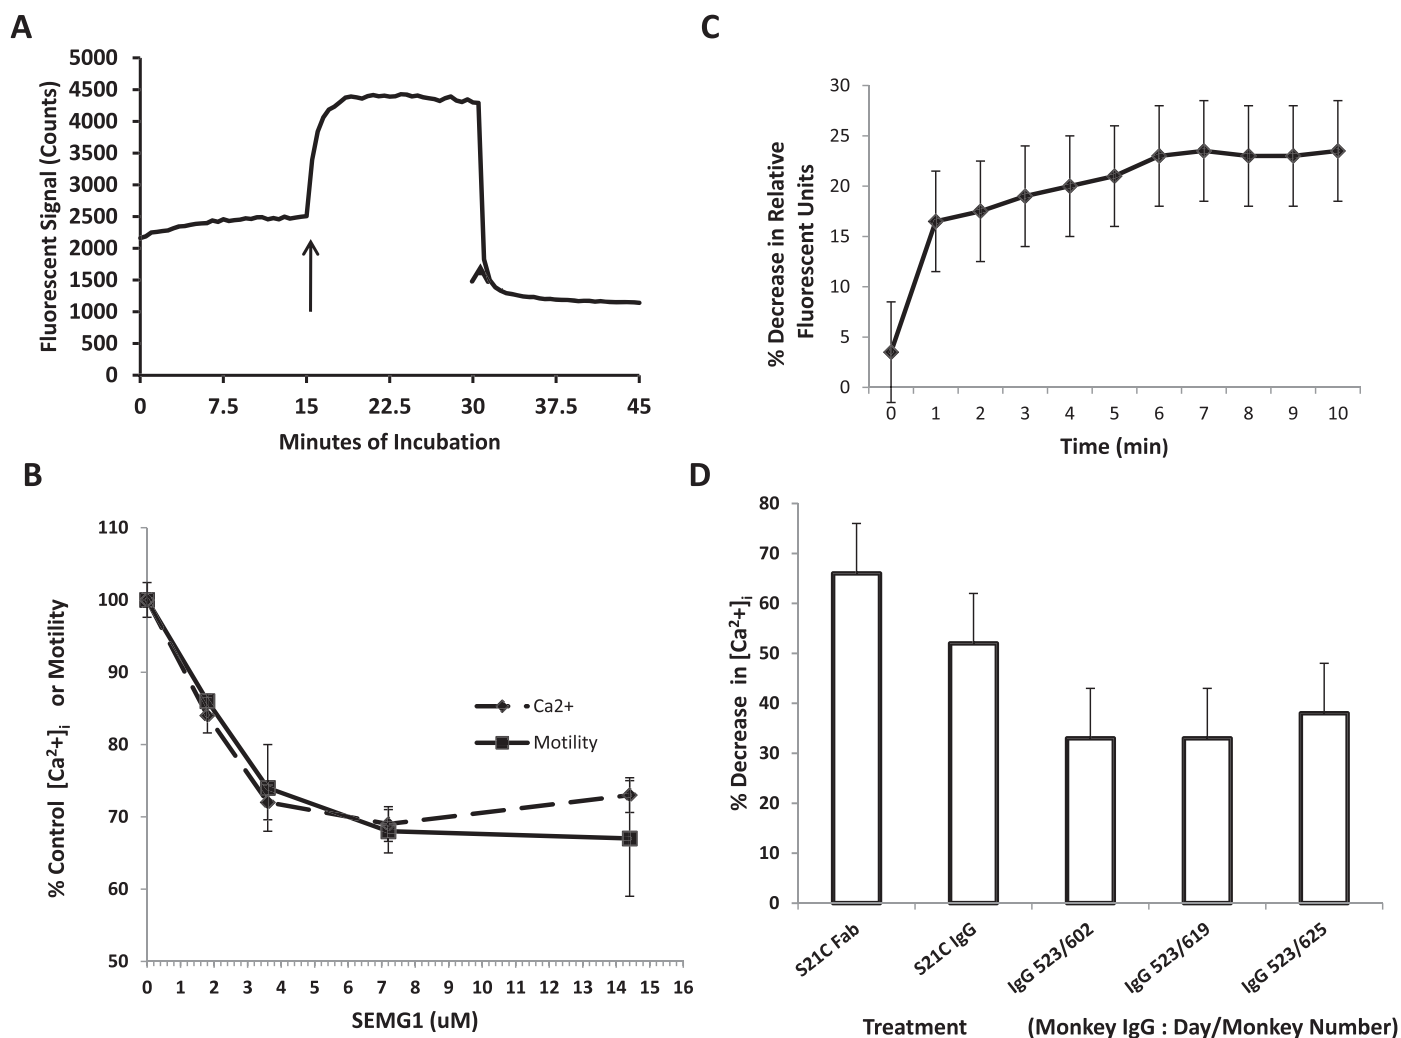 A
5000
4500
4000
3500
3000
2500
2000
1500
1000
500
0
Fluorescent Signal (Counts)
0 7.5 15 22.5 30 37.5 45
Minutes of Incubation
C
30
25
20
15
10
5
0
% Decrease in Relative
Fluorescent Units
0 1 2 3 4 5 6 7 8 9 10
Time (min)
B
110
100
90
80
70
60
50
% Control [Ca²+]ᵢ or Motility
Ca2+
Motility
0 1 2 3 4 5 6 7 8 9 10 11 12 13 14 15 16
SEMG1 (uM)
D
80
70
60
50
40
30
20
10
0
% Decrease in [Ca²+]ᵢ
S21C Fab
S21C IgG
IgG 523/602
IgG 523/619
IgG 523/625
Treatment (Monkey IgG : Day/Monkey Number)